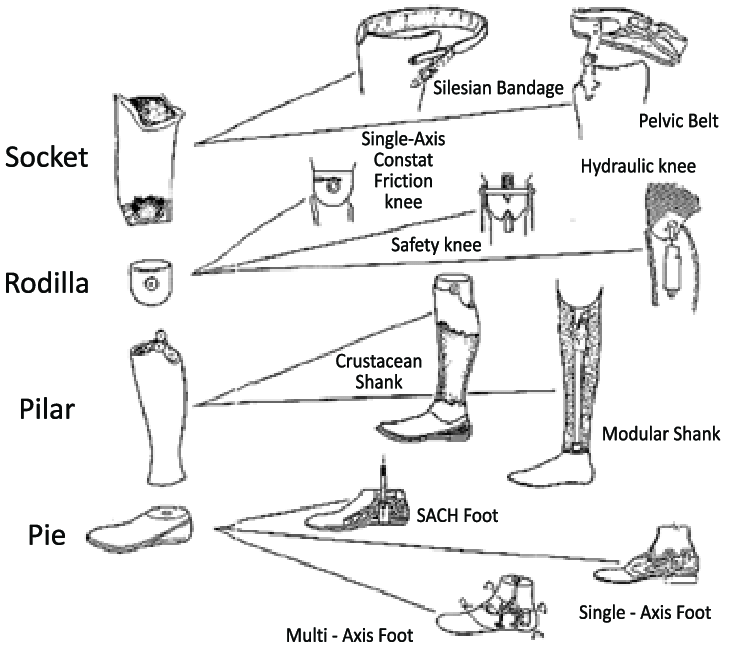 Silesian Bandage
Pelvic Belt
Socket
Single-Axis
Constat
Friction
knee
Hydraulic knee
Safety knee
Rodilla
Crustacean
Shank
Pilar
Modular Shank
SACH Foot
Pie
Single - Axis Foot
Multi - Axis Foot